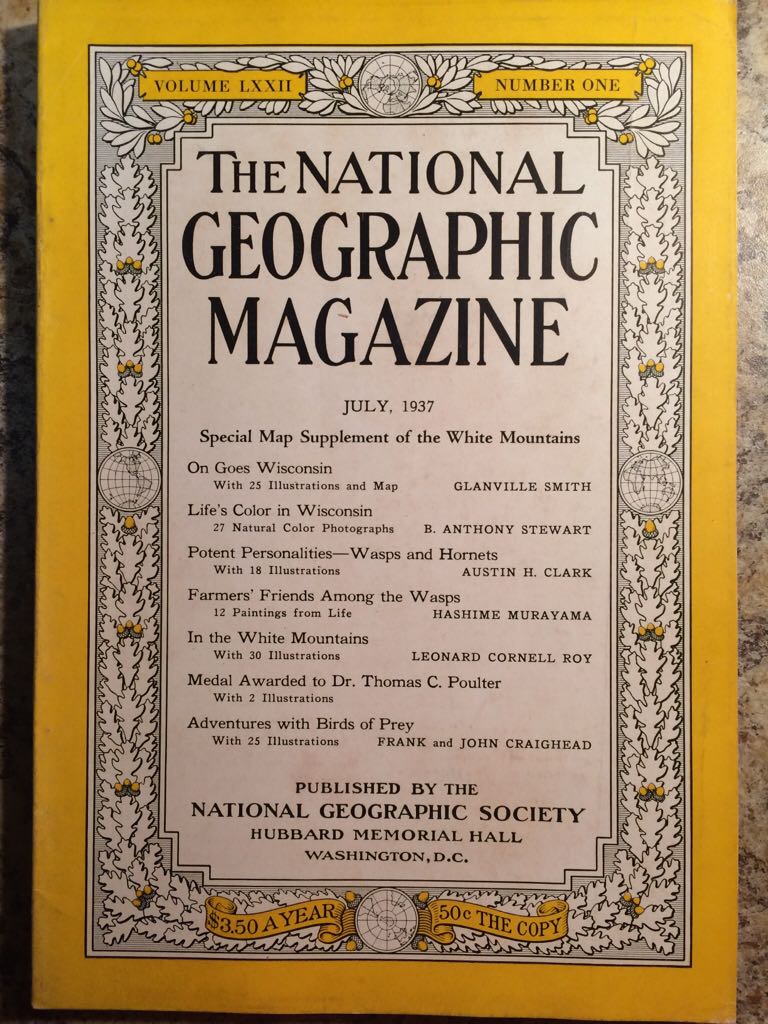 VOLUME LXXII NUMBER ONE
THE NATIONAL
GEOGRAPHIC
MAGAZINE
JULY, 1937
Special Map Supplement of the White Mountains
On Goes Wisconsin
With 25 Illustrations and Map GLANVILLE SMITH
Life's Color in Wisconsin
27 Natural Color Photographs B. ANTHONY STEWART
Potent Personalities—Wasps and Hornets
With 18 Illustrations AUSTIN H. CLARK
Farmers' Friends Among the Wasps
12 Paintings from Life HASHIME MURAYAMA
In the White Mountains
With 30 Illustrations LEONARD CORNELL ROY
Medal Awarded to Dr. Thomas C. Poulter
With 2 Illustrations
Adventures with Birds of Prey
With 25 Illustrations FRANK and JOHN CRAIGHEAD
PUBLISHED BY THE
NATIONAL GEOGRAPHIC SOCIETY
HUBBARD MEMORIAL HALL
WASHINGTON, D.C.
$3.50 A YEAR 50c THE COPY